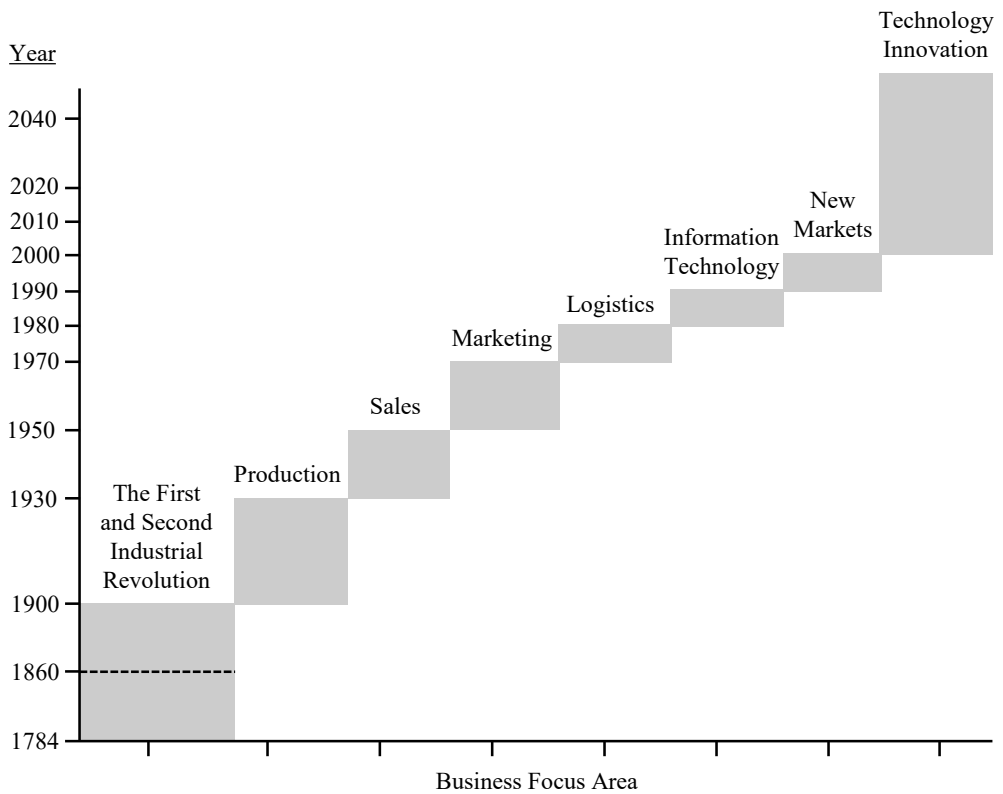 Technology
Innovation
Year
2040
2020
2010
2000
1990
1980
1970
1950
1930
1900
1860
1784
New
Markets
Information
Technology
Logistics
Marketing
Sales
Production
The First
and Second
Industrial
Revolution
Business Focus Area